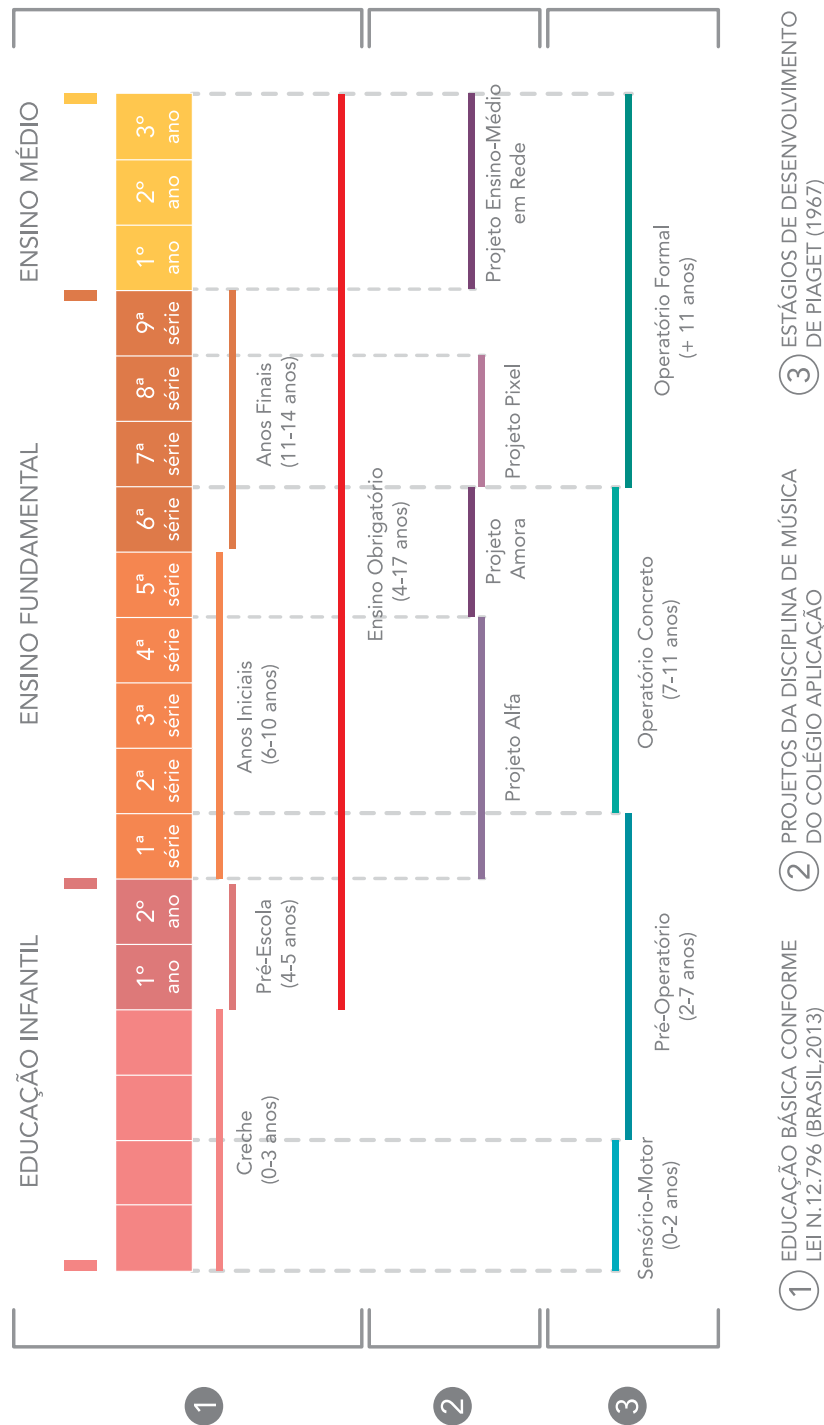 EDUCAÇÃO INFANTIL
ENSINO FUNDAMENTAL
ENSINO MÉDIO
1º
ano
2º
ano
1ª
série
2ª
série
3ª
série
4ª
série
5ª
série
6ª
série
7ª
série
8ª
série
9ª
série
1º
ano
2º
ano
3º
ano
1
Creche
(0-3 anos)
Pré-Escola
(4-5 anos)
Anos Iniciais
(6-10 anos)
Anos Finais
(11-14 anos)
Ensino Obrigatório
(4-17 anos)
2
Projeto Alfa
Projeto
Amora
Projeto Pixel
Projeto Ensino-Médio
em Rede
3
Sensório-Motor
(0-2 anos)
Pré-Operatório
(2-7 anos)
Operatório Concreto
(7-11 anos)
Operatório Formal
(+ 11 anos)
1 EDUCAÇÃO BÁSICA CONFORME
LEI N.12.796 (BRASIL,2013)
2 PROJETOS DA DISCIPLINA DE MÚSICA
DO COLÉGIO APLICAÇÃO
3 ESTÁGIOS DE DESENVOLVIMENTO
DE PIAGET (1967)